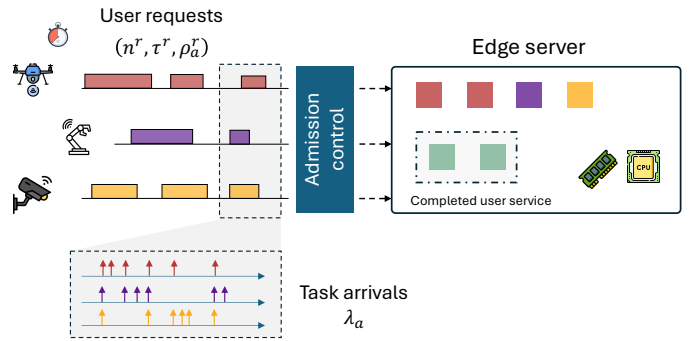 User requests
(n^r, τ^r, ρ_a^r)
Edge server
Admission
control
CPU
Completed user service
Task arrivals
λ_a